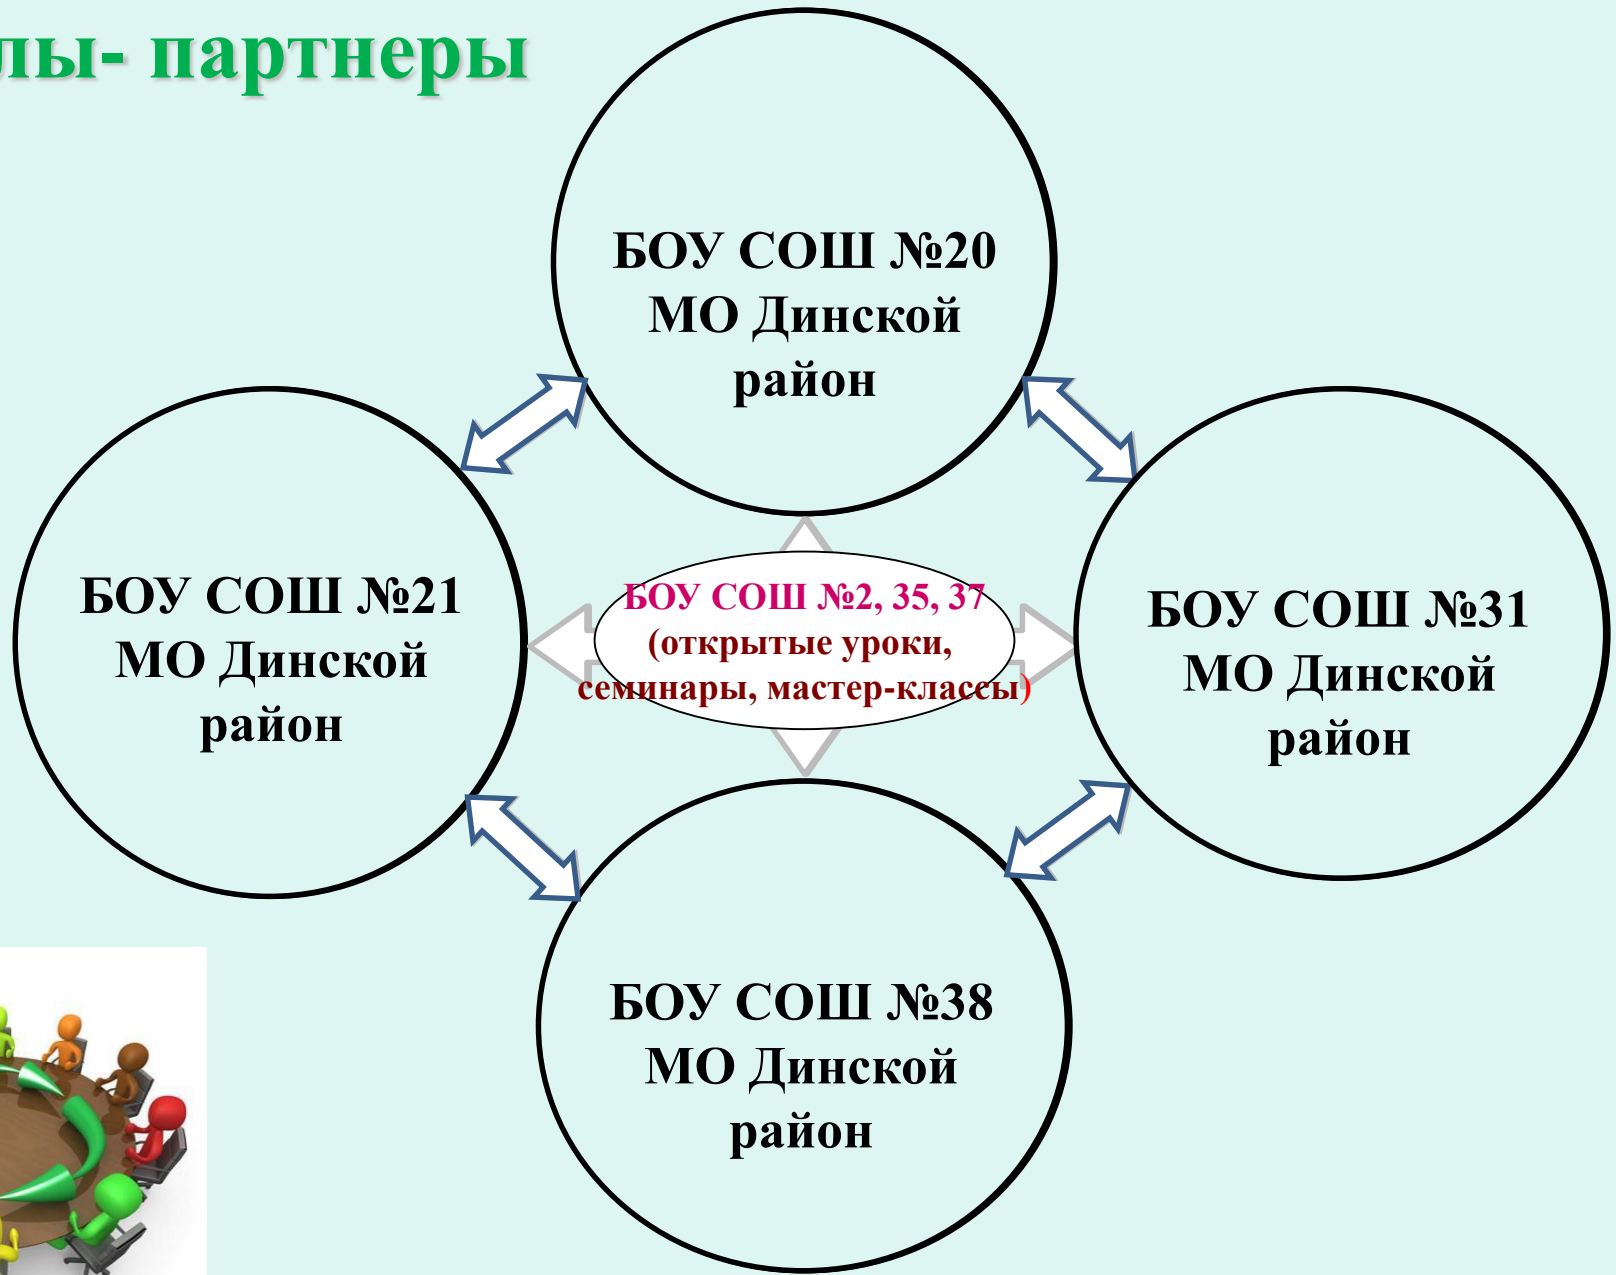 лы- партнеры
БОУ СОШ №20
МО Динской
район
БОУ СОШ №21
МО Динской
район
БОУ СОШ №2, 35, 37
(открытые уроки,
семинары, мастер-классы)
БОУ СОШ №31
МО Динской
район
БОУ СОШ №38
МО Динской
район